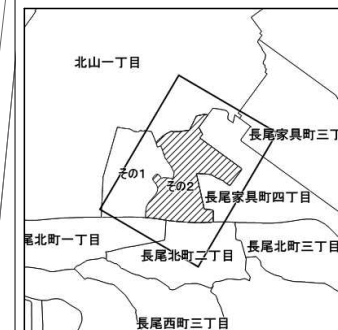 北山一丁目
長尾家具町三丁
その1
その2
長尾家具町四丁目
尾北町一丁目
長尾北町二丁目
長尾北町三丁目
長尾西町三丁目